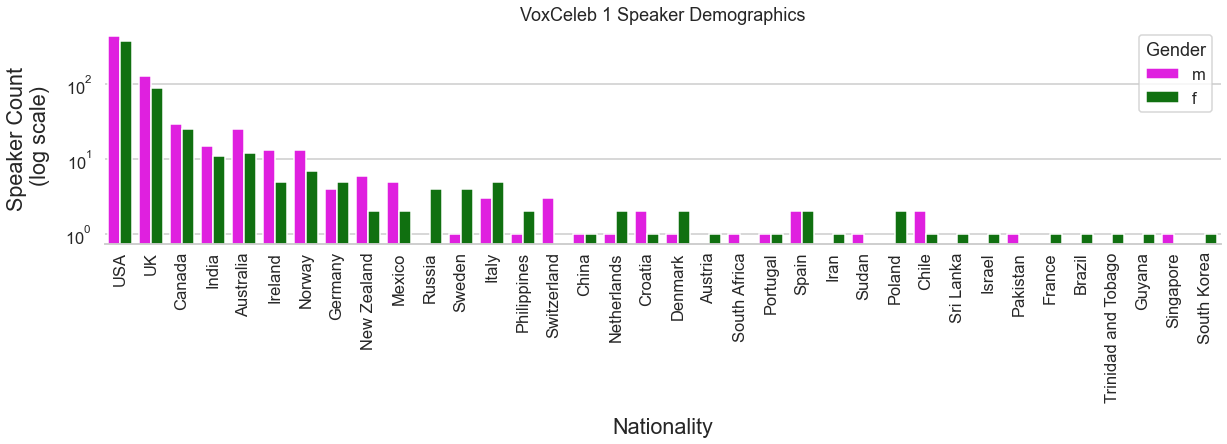 VoxCeleb 1 Speaker Demographics
Speaker Count
(log scale)
10²
10¹
10⁰
Gender
m
f
USA
UK
Canada
India
Australia
Ireland
Norway
Germany
New Zealand
Mexico
Russia
Sweden
Italy
Philippines
Switzerland
China
Netherlands
Croatia
Denmark
Austria
South Africa
Portugal
Spain
Iran
Sudan
Poland
Chile
Sri Lanka
Israel
Pakistan
France
Brazil
Trinidad and Tobago
Guyana
Singapore
South Korea
Nationality